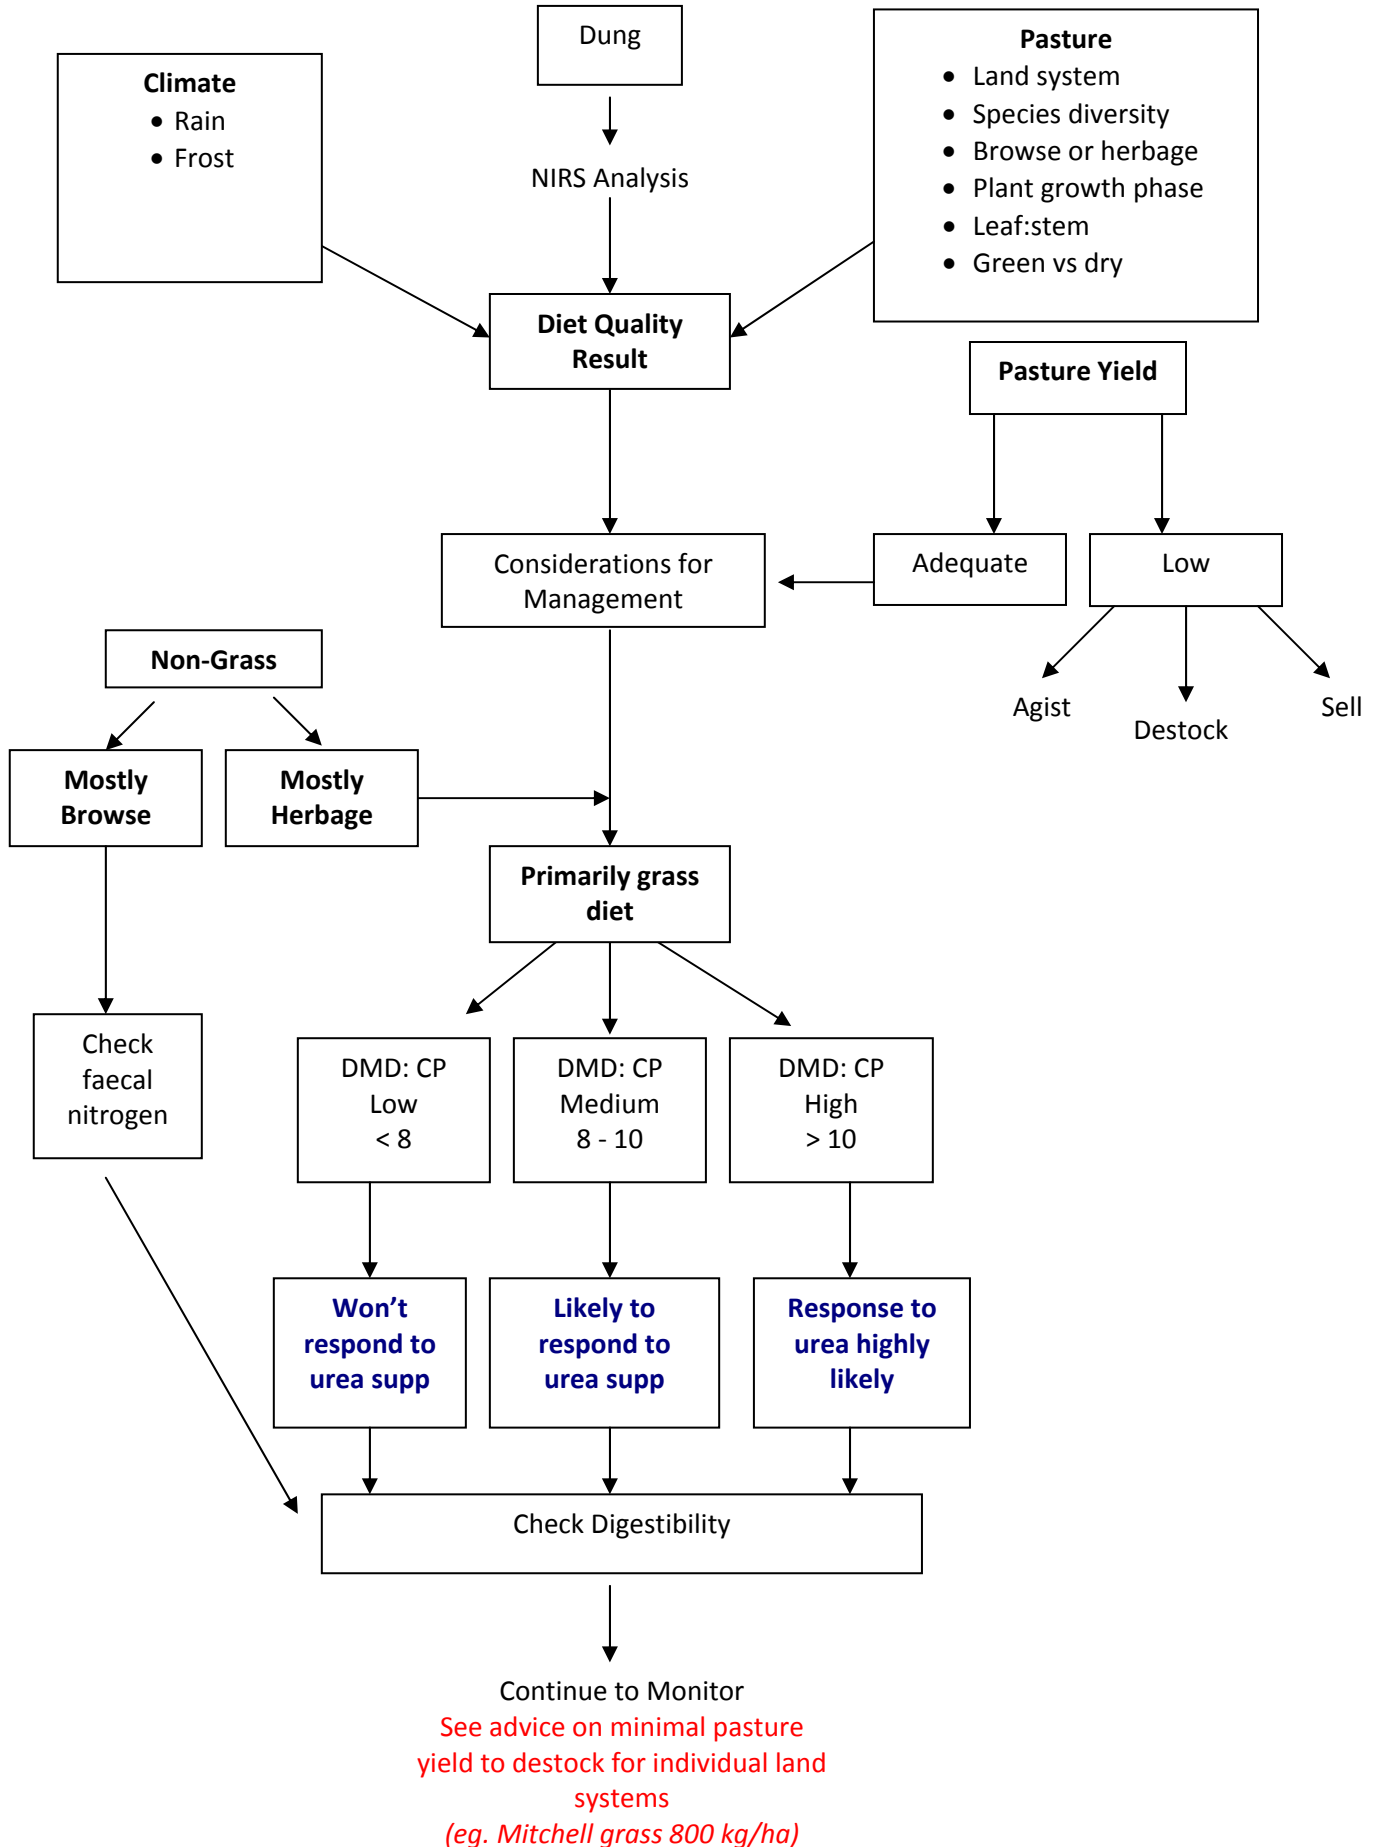 Dung
Climate
• Rain
• Frost
Pasture
• Land system
• Species diversity
• Browse or herbage
• Plant growth phase
• Leaf:stem
• Green vs dry
NIRS Analysis
Diet Quality
Result
Pasture Yield
Considerations for
Management
Adequate
Low
Agist
Destock
Sell
Non-Grass
Mostly
Browse
Mostly
Herbage
Primarily grass
diet
Check
faecal
nitrogen
DMD: CP
Low
< 8
DMD: CP
Medium
8 - 10
DMD: CP
High
> 10
Won’t
respond to
urea supp
Likely to
respond to
urea supp
Response to
urea highly
likely
Check Digestibility
Continue to Monitor
See advice on minimal pasture
yield to destock for individual land
systems
(eg. Mitchell grass 800 kg/ha)